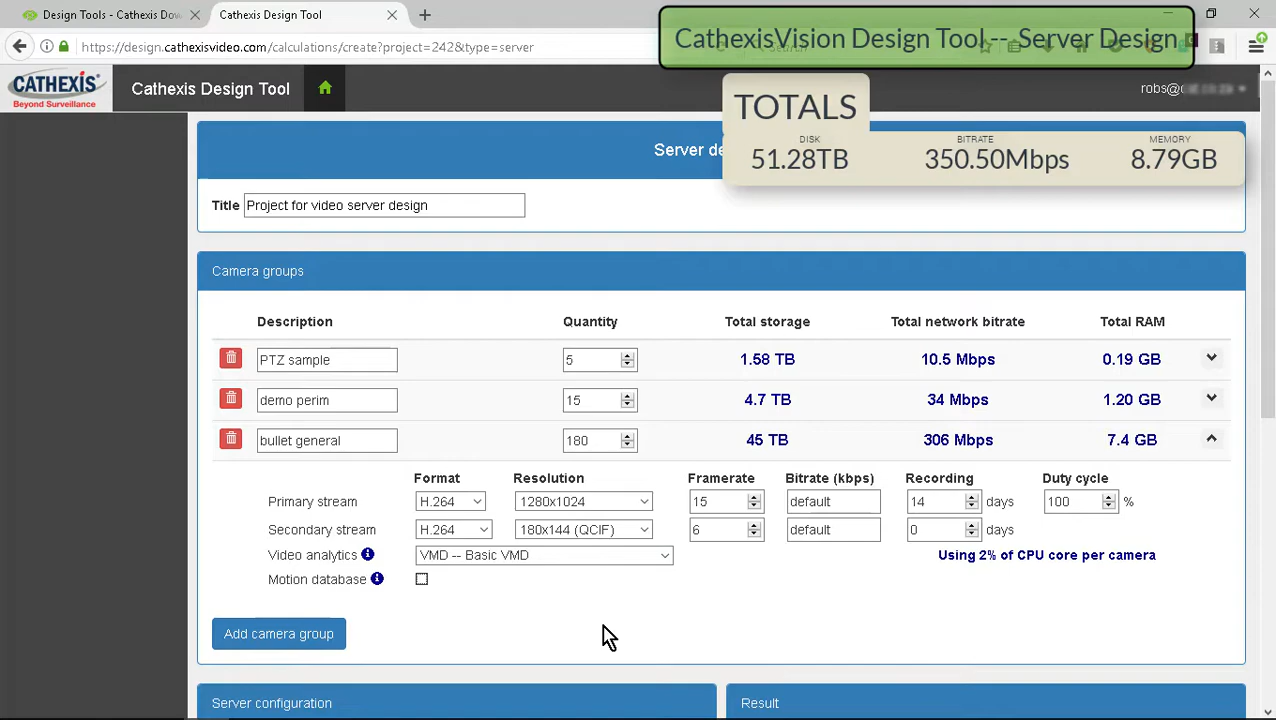 Design Tools - Cathexis Dow
Cathexis Design Tool
https://design.cathexisvideo.com/calculations/create?project=242&type=server
CathexisVision Design Tool -- Server Design
CATHEXIS
Beyond Surveillance
Cathexis Design Tool
TOTALS
DISK BITRATE MEMORY
51.28TB 350.50Mbps 8.79GB
Server de
Title Project for video server design
Camera groups
Description Quantity Total storage Total network bitrate Total RAM
PTZ sample 5 1.58 TB 10.5 Mbps 0.19 GB
demo perim 15 4.7 TB 34 Mbps 1.20 GB
bullet general 180 45 TB 306 Mbps 7.4 GB
Format Resolution Framerate Bitrate (kbps) Recording Duty cycle
Primary stream H.264 1280x1024 15 default 14 days 100 %
Secondary stream H.264 180x144 (QCIF) 6 default 0 days
Video analytics VMD -- Basic VMD Using 2% of CPU core per camera
Motion database
Add camera group
Server configuration Result